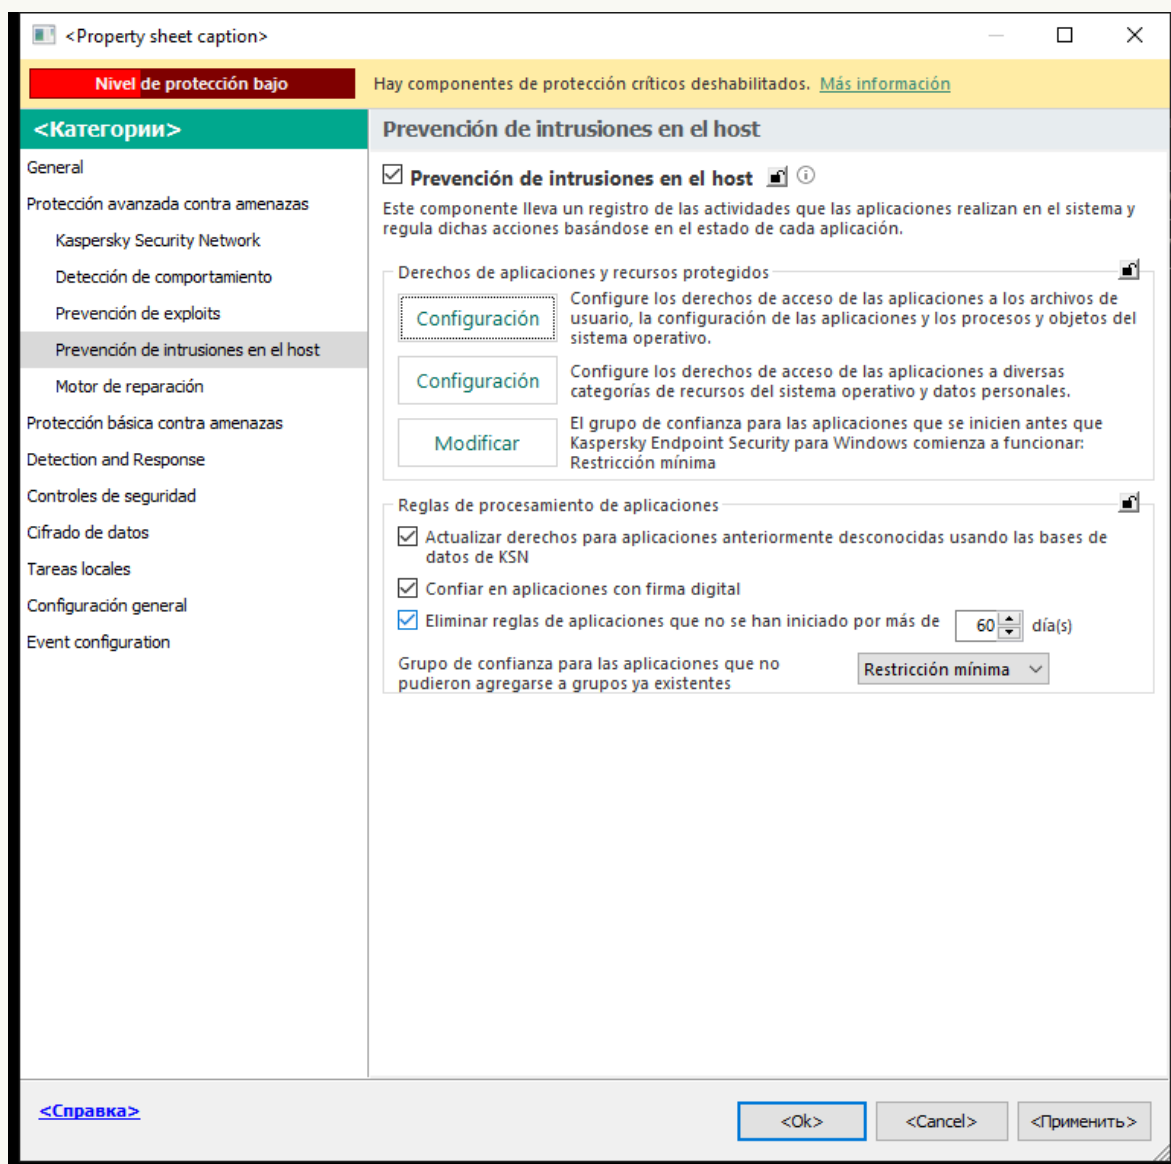 <Property sheet caption>
Nivel de protección bajo
Hay componentes de protección críticos deshabilitados. Más información
<Категории>
General
Protección avanzada contra amenazas
Kaspersky Security Network
Detección de comportamiento
Prevención de exploits
Prevención de intrusiones en el host
Motor de reparación
Protección básica contra amenazas
Detection and Response
Controles de seguridad
Cifrado de datos
Tareas locales
Configuración general
Event configuration
Prevención de intrusiones en el host
Prevención de intrusiones en el host
Este componente lleva un registro de las actividades que las aplicaciones realizan en el sistema y
regula dichas acciones basándose en el estado de cada aplicación.
Derechos de aplicaciones y recursos protegidos
Configuración
Configure los derechos de acceso de las aplicaciones a los archivos de
usuario, la configuración de las aplicaciones y los procesos y objetos del
sistema operativo.
Configuración
Configure los derechos de acceso de las aplicaciones a diversas
categorías de recursos del sistema operativo y datos personales.
Modificar
El grupo de confianza para las aplicaciones que se inicien antes que
Kaspersky Endpoint Security para Windows comienza a funcionar:
Restricción mínima
Reglas de procesamiento de aplicaciones
Actualizar derechos para aplicaciones anteriormente desconocidas usando las bases de
datos de KSN
Confiar en aplicaciones con firma digital
Eliminar reglas de aplicaciones que no se han iniciado por más de 60 día(s)
Grupo de confianza para las aplicaciones que no
pudieron agregarse a grupos ya existentes
Restricción mínima
<Справка>
<Ok>
<Cancel>
<Применить>